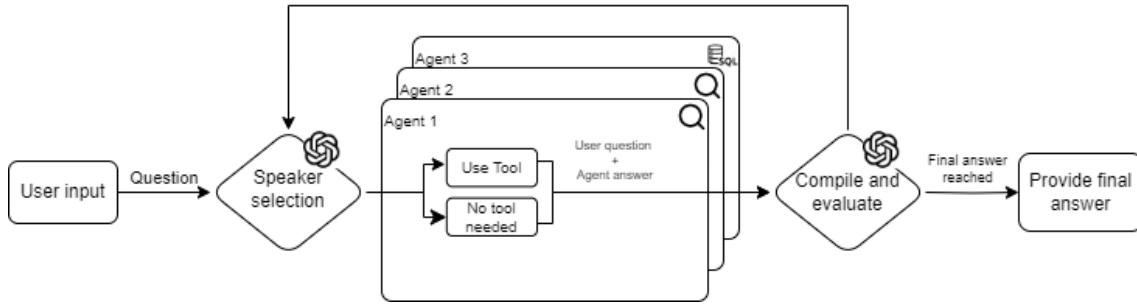 Agent 3
SQL
Agent 2
Agent 1
User input
Question
Speaker
selection
Use Tool
No tool
needed
User question
+
Agent answer
Compile and
evaluate
Final answer
reached
Provide final
answer